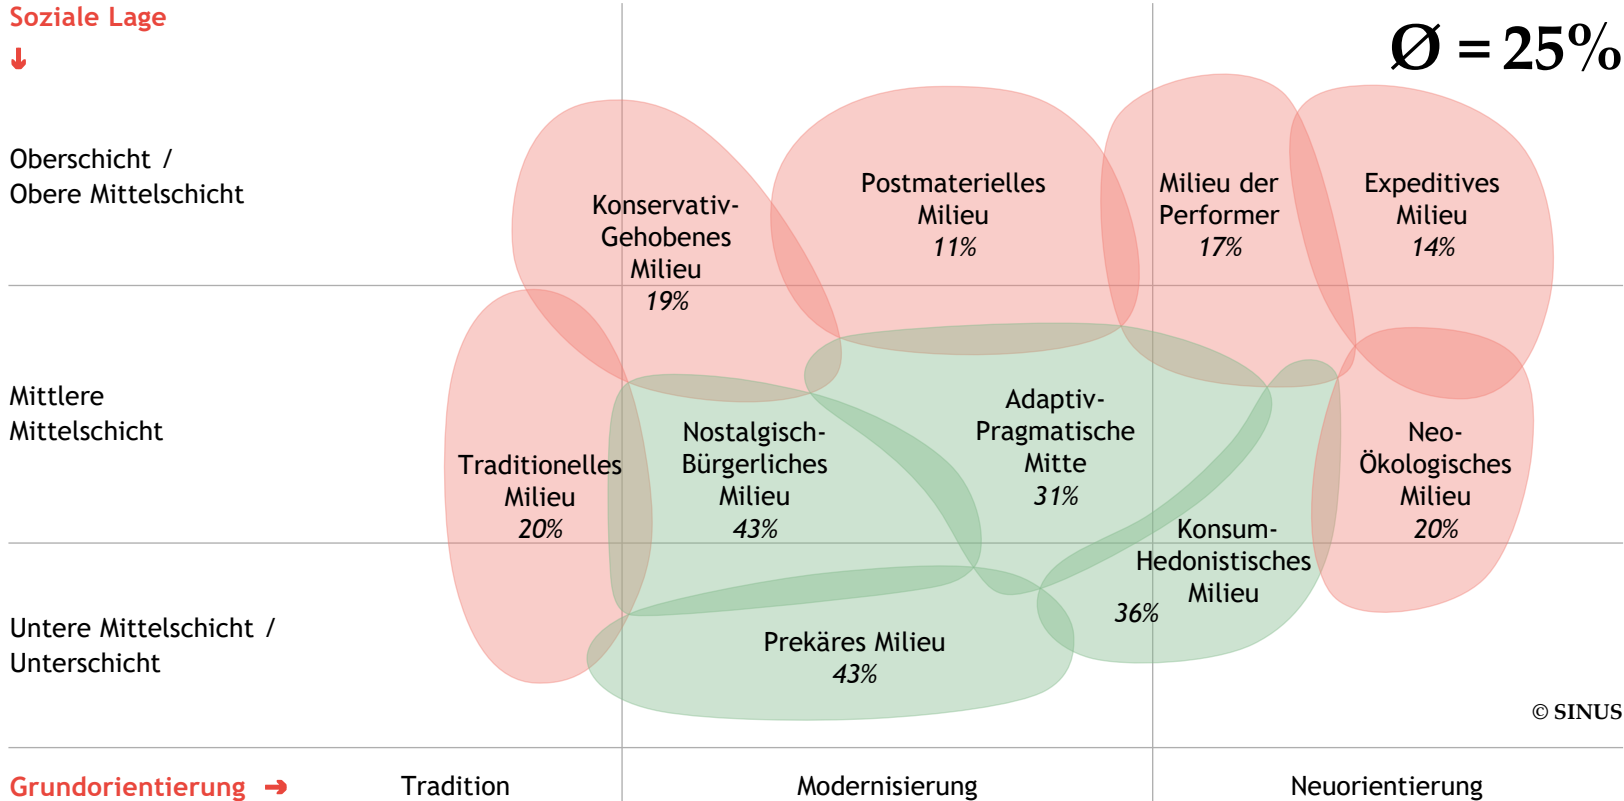 Soziale Lage
Ø = 25%
Oberschicht /
Obere Mittelschicht
Konservativ-
Gehobenes
Milieu
19%
Postmaterielles
Milieu
11%
Milieu der
Performer
17%
Expeditives
Milieu
14%
Mittlere
Mittelschicht
Traditionelles
Milieu
20%
Nostalgisch-
Bürgerliches
Milieu
43%
Adaptiv-
Pragmatische
Mitte
31%
Konsum-
Hedonistisches
Milieu
36%
Neo-
Ökologisches
Milieu
20%
Untere Mittelschicht /
Unterschicht
Prekäres Milieu
43%
© SINUS
Grundorientierung
Tradition
Modernisierung
Neuorientierung